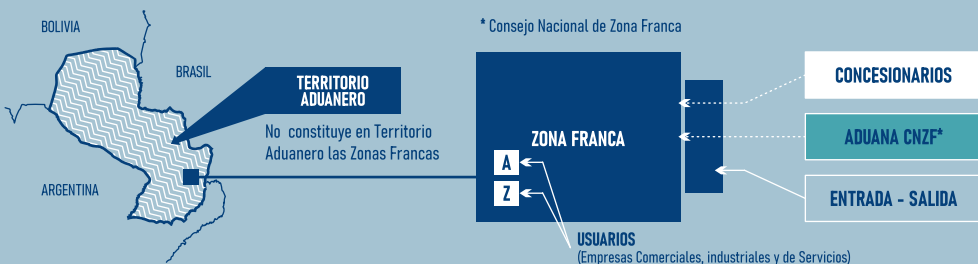 BOLIVIA
BRASIL
ARGENTINA
TERRITORIO
ADUANERO
No constituye en Territorio
Aduanero las Zonas Francas
* Consejo Nacional de Zona Franca
ZONA FRANCA
A
Z
USUARIOS
(Empresas Comerciales, industriales y de Servicios)
CONCESIONARIOS
ADUANA CNZF*
ENTRADA - SALIDA